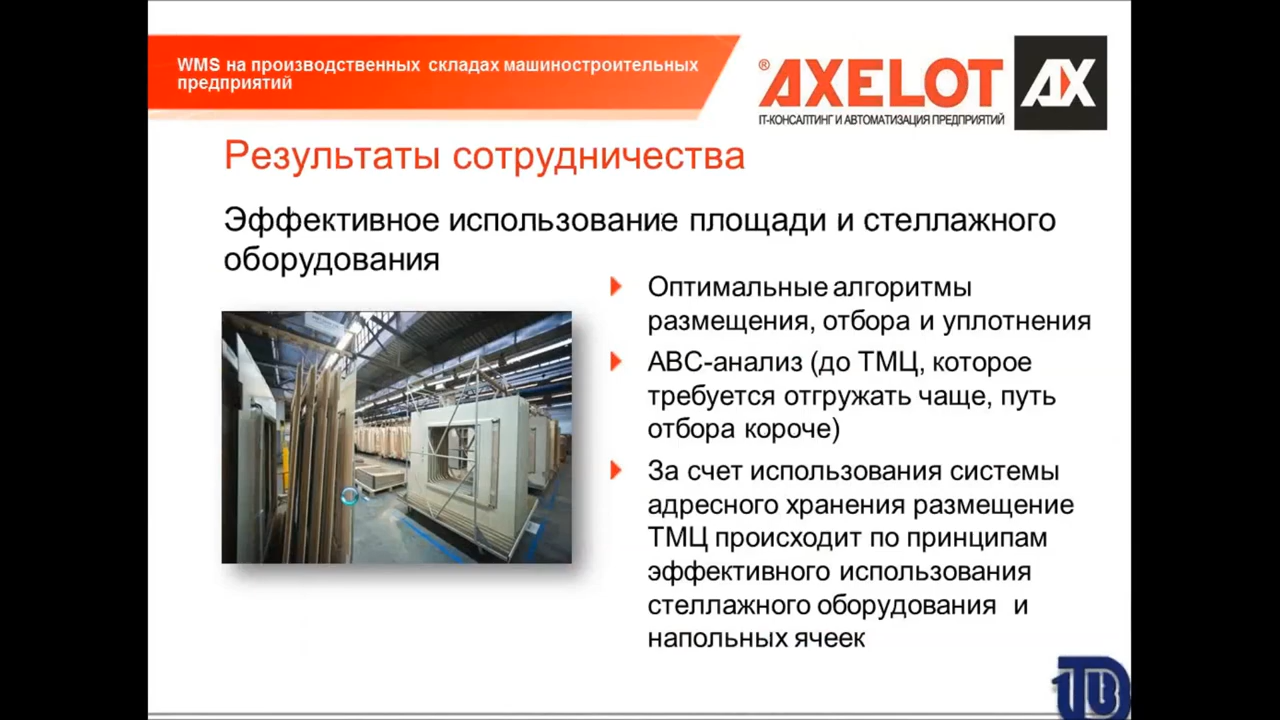 WMS на производственных складах машиностроительных
предприятий
® AXELOT AX
IT-КОНСАЛТИНГ И АВТОМАТИЗАЦИЯ ПРЕДПРИЯТИЙ
Результаты сотрудничества
Эффективное использование площади и стеллажного
оборудования
Оптимальные алгоритмы
размещения, отбора и уплотнения
АВС-анализ (до ТМЦ, которое
требуется отгружать чаще, путь
отбора короче)
За счет использования системы
адресного хранения размещение
ТМЦ происходит по принципам
эффективного использования
стеллажного оборудования и
напольных ячеек